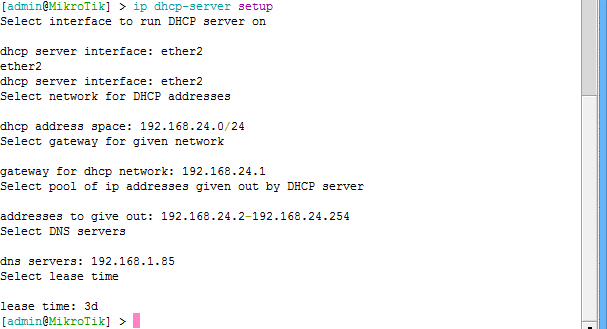 [admin@MikroTik] > ip dhcp-server setup
Select interface to run DHCP server on
dhcp server interface: ether2
ether2
dhcp server interface: ether2
Select network for DHCP addresses
dhcp address space: 192.168.24.0/24
Select gateway for given network
gateway for dhcp network: 192.168.24.1
Select pool of ip addresses given out by DHCP server
addresses to give out: 192.168.24.2-192.168.24.254
Select DNS servers
dns servers: 192.168.1.85
Select lease time
lease time: 3d
[admin@MikroTik] >